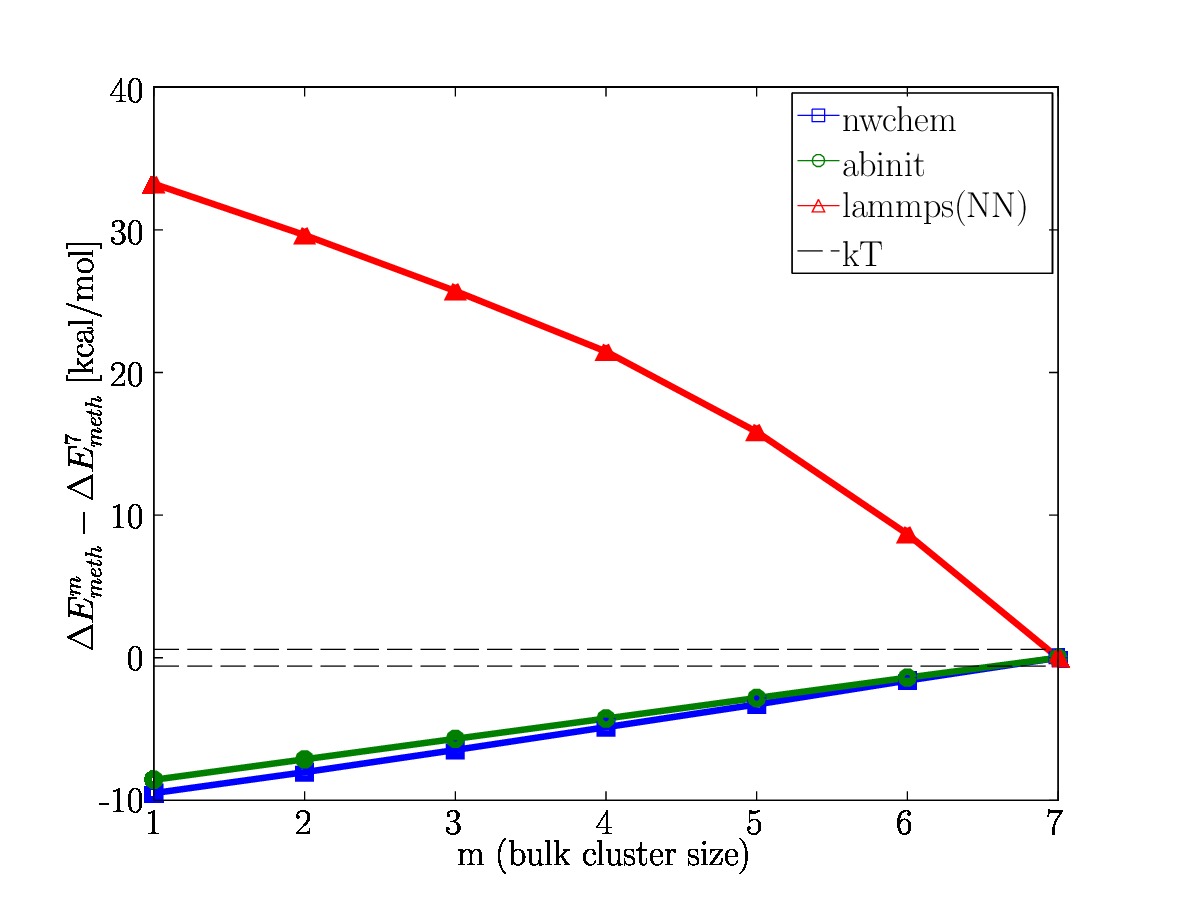 nwchem
abinit
lammps(NN)
kT
40
30
20
10
0
-10
ΔE^m_meth − ΔE^7_meth [kcal/mol]
1 2 3 4 5 6 7
m (bulk cluster size)